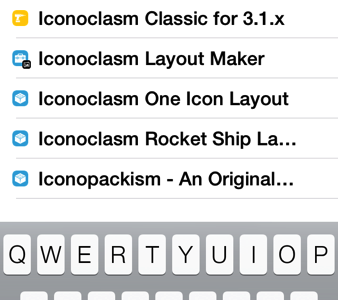 Iconoclasm Classic for 3.1.x
Iconoclasm Layout Maker
Iconoclasm One Icon Layout
Iconoclasm Rocket Ship La...
Iconopackism - An Original...
Q W E R T Y U I O P